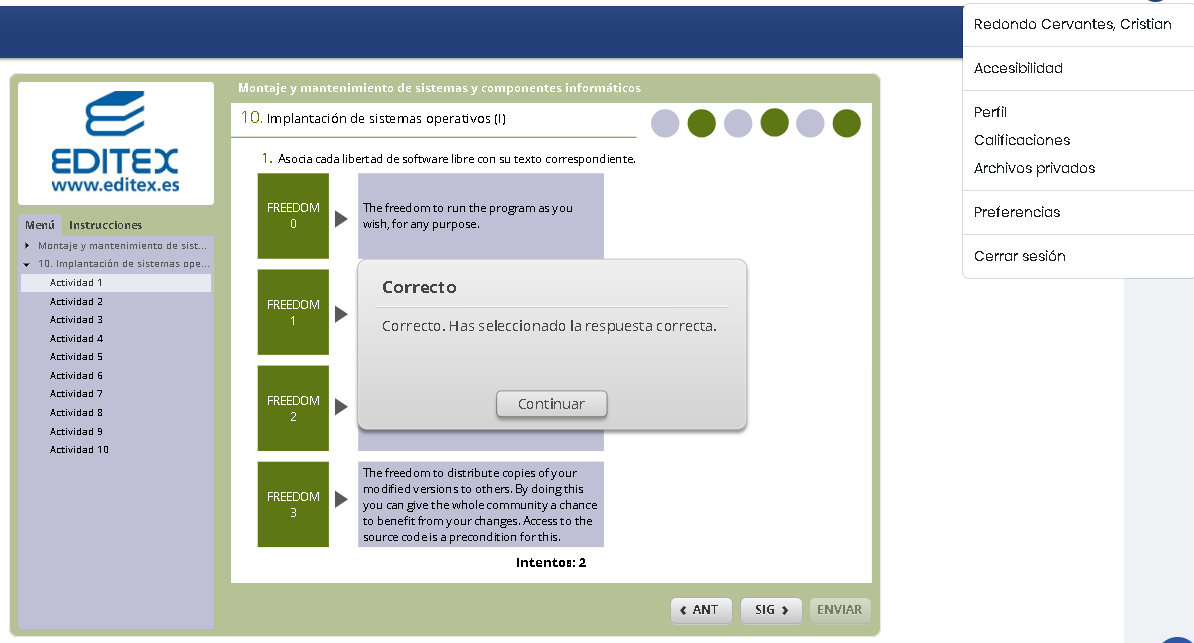 Redondo Cervantes, Cristian
Accesibilidad
Perfil
Calificaciones
Archivos privados
Preferencias
Cerrar sesión
EDITEX
www.editex.es
Menú Instrucciones
Montaje y mantenimiento de sist...
10. Implantación de sistemas ope...
Actividad 1
Actividad 2
Actividad 3
Actividad 4
Actividad 5
Actividad 6
Actividad 7
Actividad 8
Actividad 9
Actividad 10
Montaje y mantenimiento de sistemas y componentes informáticos
10. Implantación de sistemas operativos (I)
1. Asocia cada libertad de software libre con su texto correspondiente.
FREEDOM
0
The freedom to run the program as you
wish, for any purpose.
FREEDOM
1
Correcto
Correcto. Has seleccionado la respuesta correcta.
Continuar
FREEDOM
2
FREEDOM
3
The freedom to distribute copies of your
modified versions to others. By doing this
you can give the whole community a chance
to benefit from your changes. Access to the
source code is a precondition for this.
Intentos: 2
ANT
SIG
ENVIAR